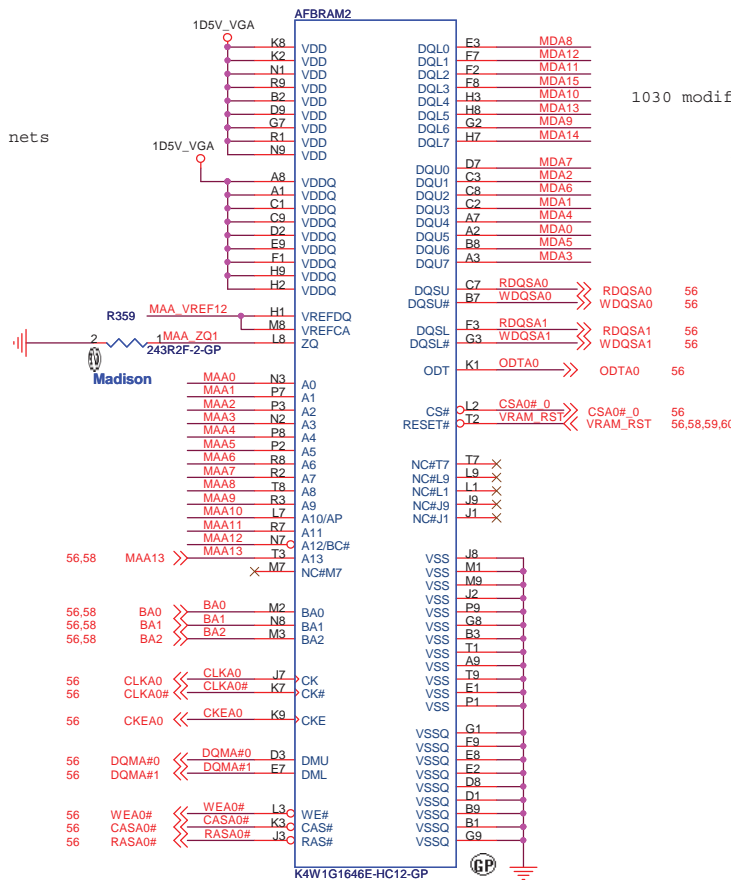 AFBRAM2
1D5V_VGA
K8 VDD DQL0 E3 MDA8
K2 VDD DQL1 F7 MDA12
N1 VDD DQL2 F2 MDA11
R9 VDD DQL3 F8 MDA15
B2 VDD DQL4 H3 MDA10
1030 modif
D9 VDD DQL5 H8 MDA13
G7 VDD DQL6 G2 MDA9
R1 VDD DQL7 H7 MDA14
nets
N9 VDD
1D5V_VGA
DQU0 D7 MDA7
A8 VDDQ DQU1 C3 MDA2
A1 VDDQ DQU2 C8 MDA6
C1 VDDQ DQU3 C2 MDA1
C9 VDDQ DQU4 A7 MDA4
D2 VDDQ DQU5 A2 MDA0
E9 VDDQ DQU6 B8 MDA5
F1 VDDQ DQU7 A3 MDA3
H9 VDDQ
H2 VDDQ DQSU C7 RDQSA0 RDQSA0 56
DQSU# B7 WDQSA0 WDQSA0 56
R359 MAA_VREF12 H1 VREFDQ
M8 VREFCA DQSL F3 RDQSA1 RDQSA1 56
2 1 MAA_ZQ1 L8 ZQ DQSL# G3 WDQSA1 WDQSA1 56
243R2F-2-GP
Madison
ODT K1 ODTA0 ODTA0 56
MAA0 N3 A0
MAA1 P7 A1
MAA2 P3 A2 CS# L2 CSA0#_0 CSA0#_0 56
MAA3 N2 A3 RESET# T2 VRAM_RST VRAM_RST 56,58,59,60
MAA4 P8 A4
MAA5 P2 A5
MAA6 R8 A6 NC#T7 T7
MAA7 R2 A7 NC#L9 L9
MAA8 T8 A8 NC#L1 L1
MAA9 R3 A9 NC#J9 J9
MAA10 L7 A10/AP NC#J1 J1
MAA11 R7 A11
MAA12 N7 A12/BC#
56,58 MAA13 MAA13 T3 A13 VSS J8
M7 NC#M7 VSS M1
VSS M9
VSS J2
56,58 BA0 BA0 M2 BA0 VSS P9
56,58 BA1 BA1 N8 BA1 VSS G8
56,58 BA2 BA2 M3 BA2 VSS B3
VSS T1
VSS A9
56 CLKA0 CLKA0 J7 CK VSS T9
56 CLKA0# CLKA0# K7 CK# VSS E1
VSS P1
56 CKEA0 CKEA0 K9 CKE
VSSQ G1
VSSQ F9
56 DQMA#0 DQMA#0 D3 DMU VSSQ E8
56 DQMA#1 DQMA#1 E7 DML VSSQ E2
VSSQ D8
VSSQ D1
56 WEA0# WEA0# L3 WE# VSSQ B9
56 CASA0# CASA0# K3 CAS# VSSQ B1
56 RASA0# RASA0# J3 RAS# VSSQ G9
K4W1G1646E-HC12-GP
GP